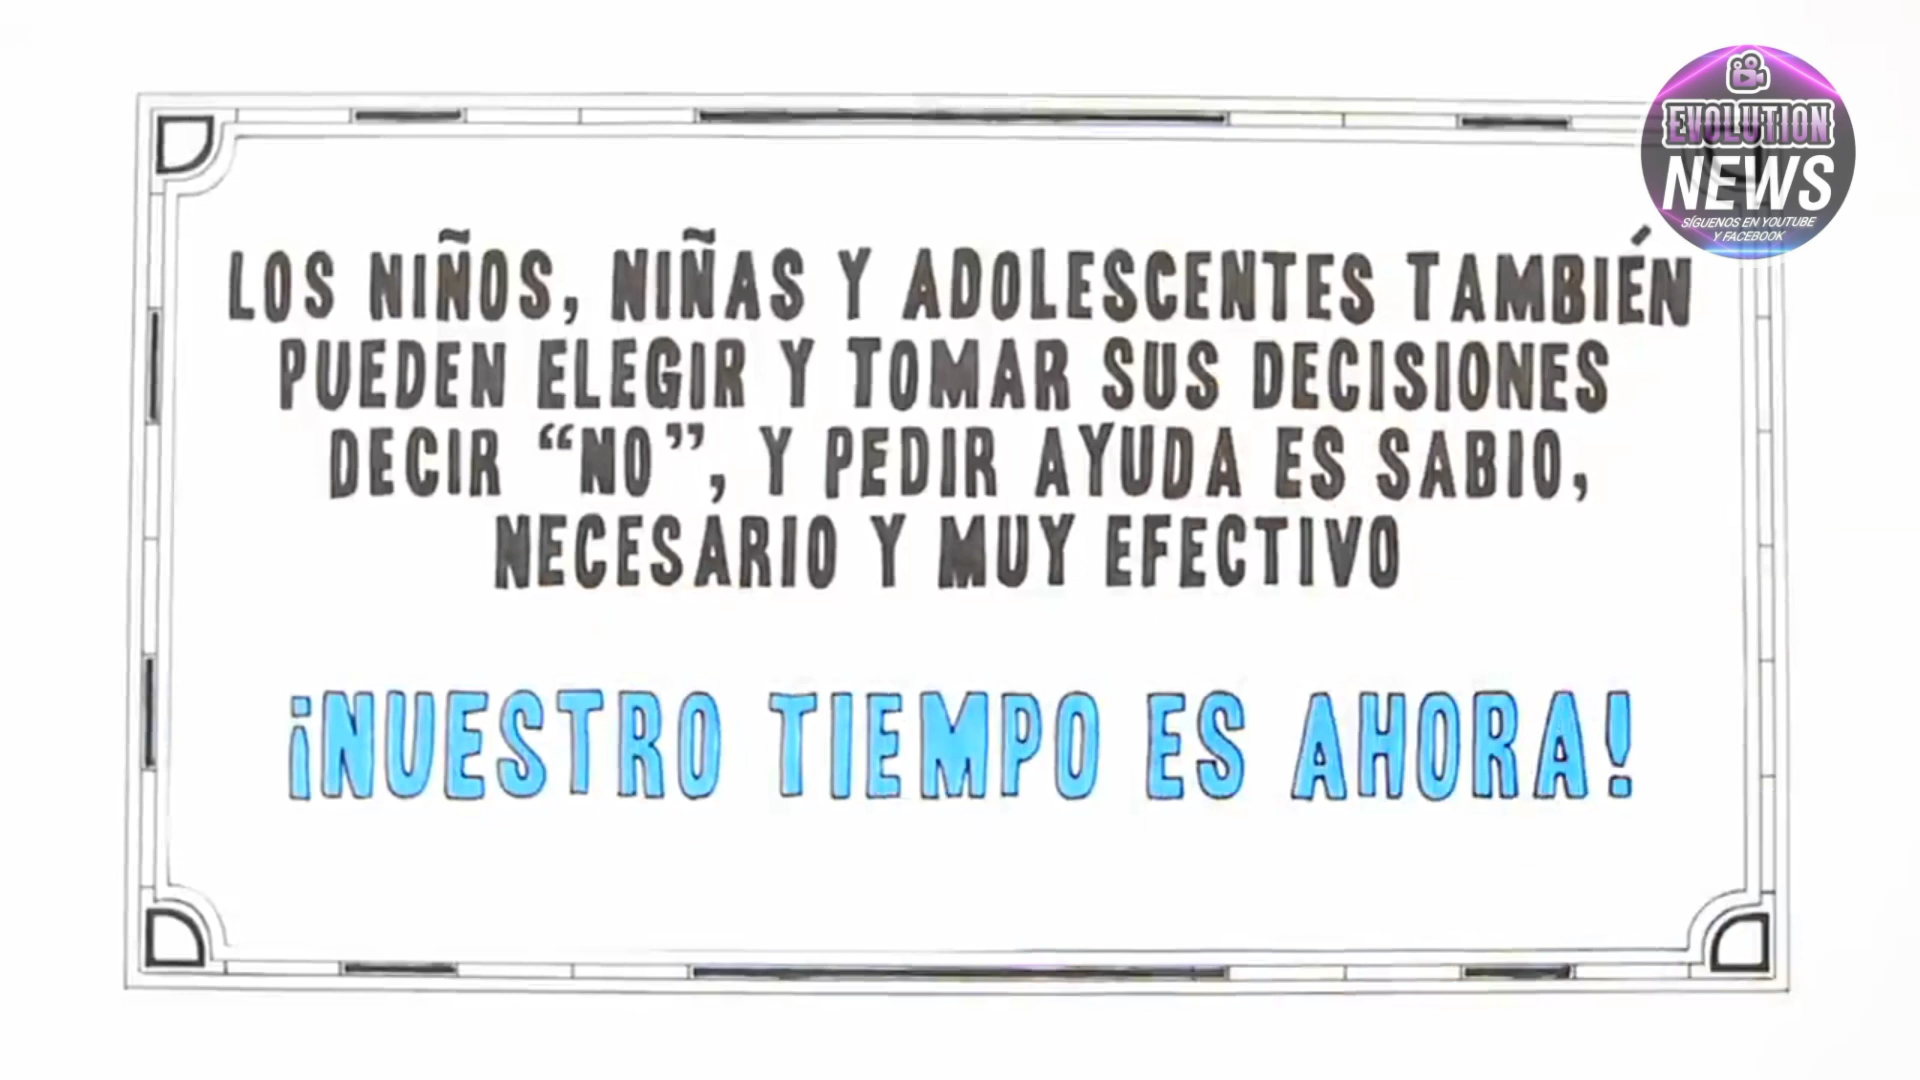 EVOLUTION
NEWS
SÍGUENOS EN YOUTUBE
Y FACEBOOK
LOS NIÑOS, NIÑAS Y ADOLESCENTES TAMBIÉN
PUEDEN ELEGIR Y TOMAR SUS DECISIONES
DECIR “NO”, Y PEDIR AYUDA ES SABIO,
NECESARIO Y MUY EFECTIVO
¡NUESTRO TIEMPO ES AHORA!